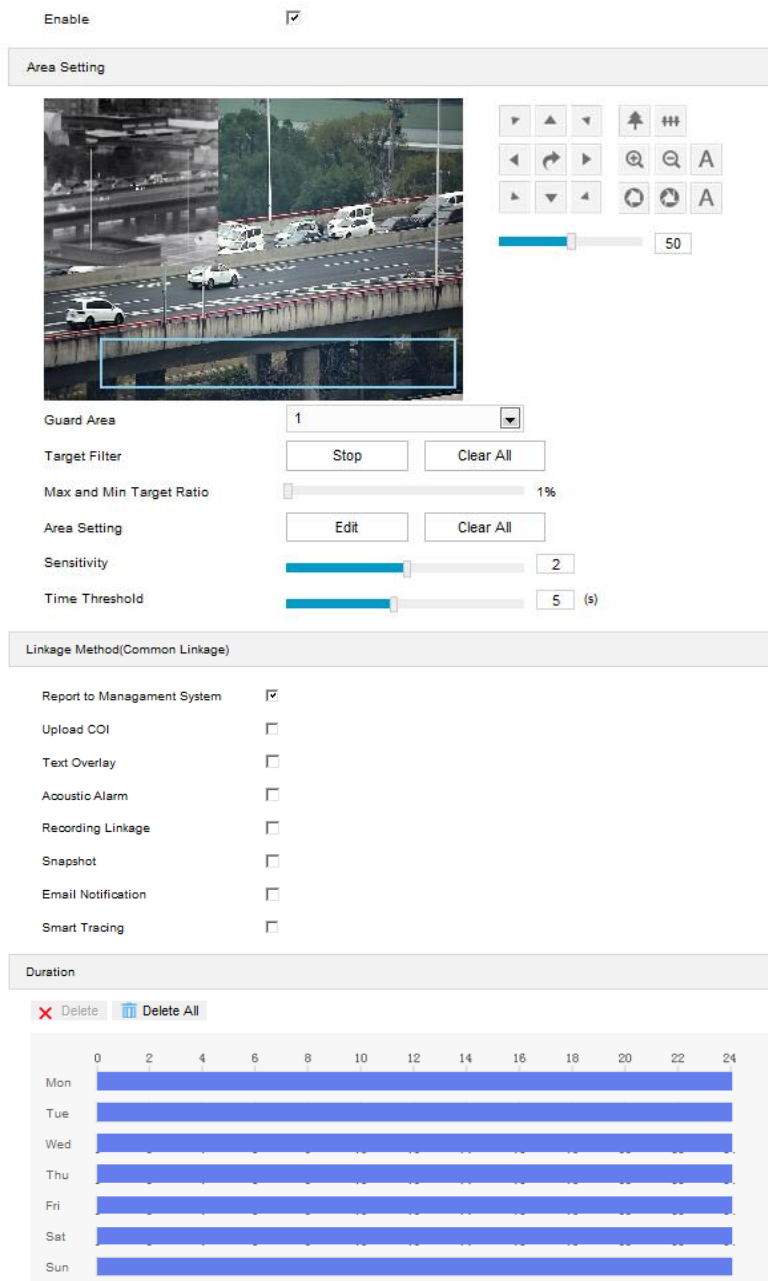 Enable
Area Setting
A
A
50
Guard Area 1
Target Filter Stop Clear All
Max and Min Target Ratio 1%
Area Setting Edit Clear All
Sensitivity 2
Time Threshold 5 (s)
Linkage Method(Common Linkage)
Report to Managament System
Upload COI
Text Overlay
Acoustic Alarm
Recording Linkage
Snapshot
Email Notification
Smart Tracing
Duration
Delete Delete All
0 2 4 6 8 10 12 14 16 18 20 22 24
Mon
Tue
Wed
Thu
Fri
Sat
Sun